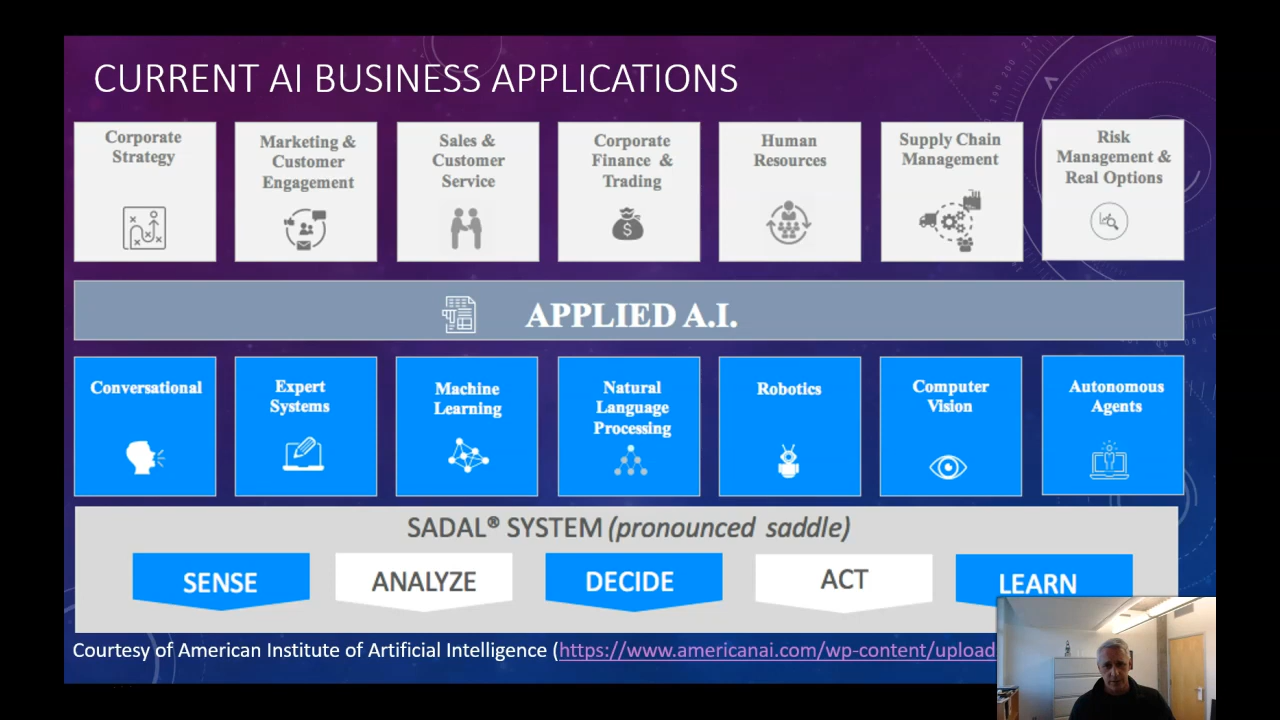 CURRENT AI BUSINESS APPLICATIONS
Corporate
Strategy
Marketing &
Customer
Engagement
Sales &
Customer
Service
Corporate
Finance &
Trading
Human
Resources
Supply Chain
Management
Risk
Management &
Real Options
APPLIED A.I.
Conversational
Expert
Systems
Machine
Learning
Natural
Language
Processing
Robotics
Computer
Vision
Autonomous
Agents
SADAL® SYSTEM (pronounced saddle)
SENSE
ANALYZE
DECIDE
ACT
LEARN
Courtesy of American Institute of Artificial Intelligence (https://www.americanai.com/wp-content/upload